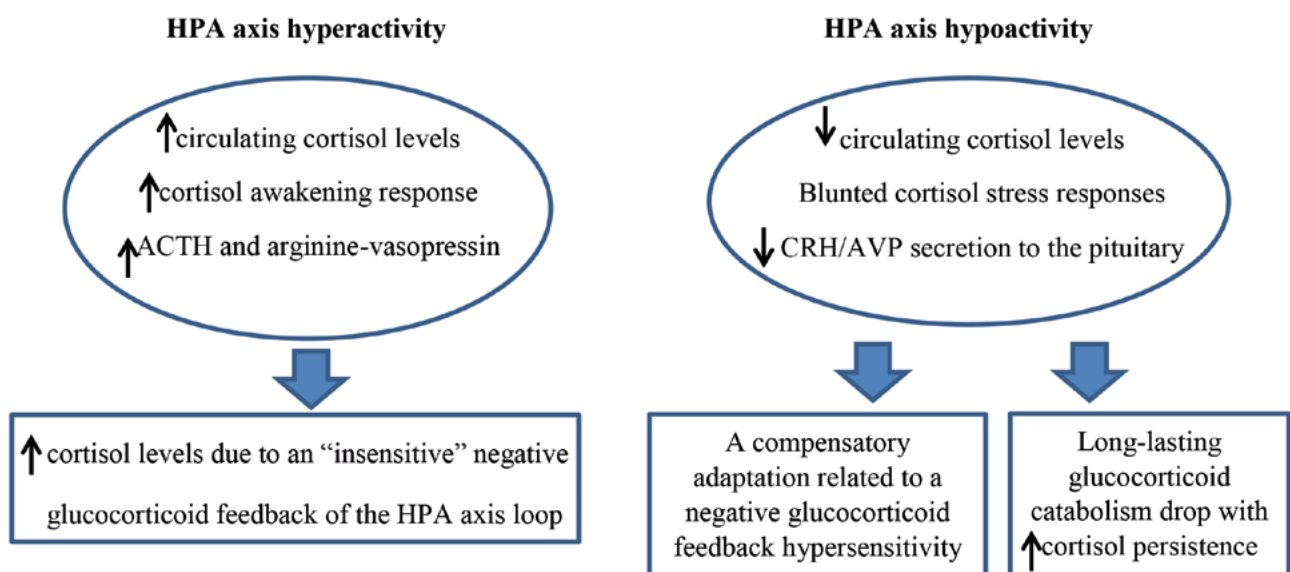 HPA axis hyperactivity
↑circulating cortisol levels
↑cortisol awakening response
↑ACTH and arginine-vasopressin
↑cortisol levels due to an “insensitive” negative
glucocorticoid feedback of the HPA axis loop
HPA axis hypoactivity
↓ circulating cortisol levels
Blunted cortisol stress responses
↓ CRH/AVP secretion to the pituitary
A compensatory
adaptation related to a
negative glucocorticoid
feedback hypersensitivity
Long-lasting
glucocorticoid
catabolism drop with
↑cortisol persistence